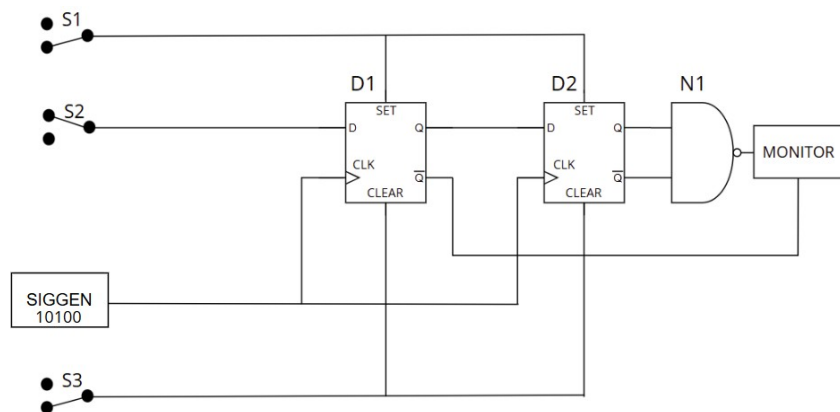 S1
D1
D2
N1
SET
SET
S2
D
Q
D
Q
CLK
Q̅
CLK
Q̅
MONITOR
CLEAR
CLEAR
SIGGEN
10100
S3